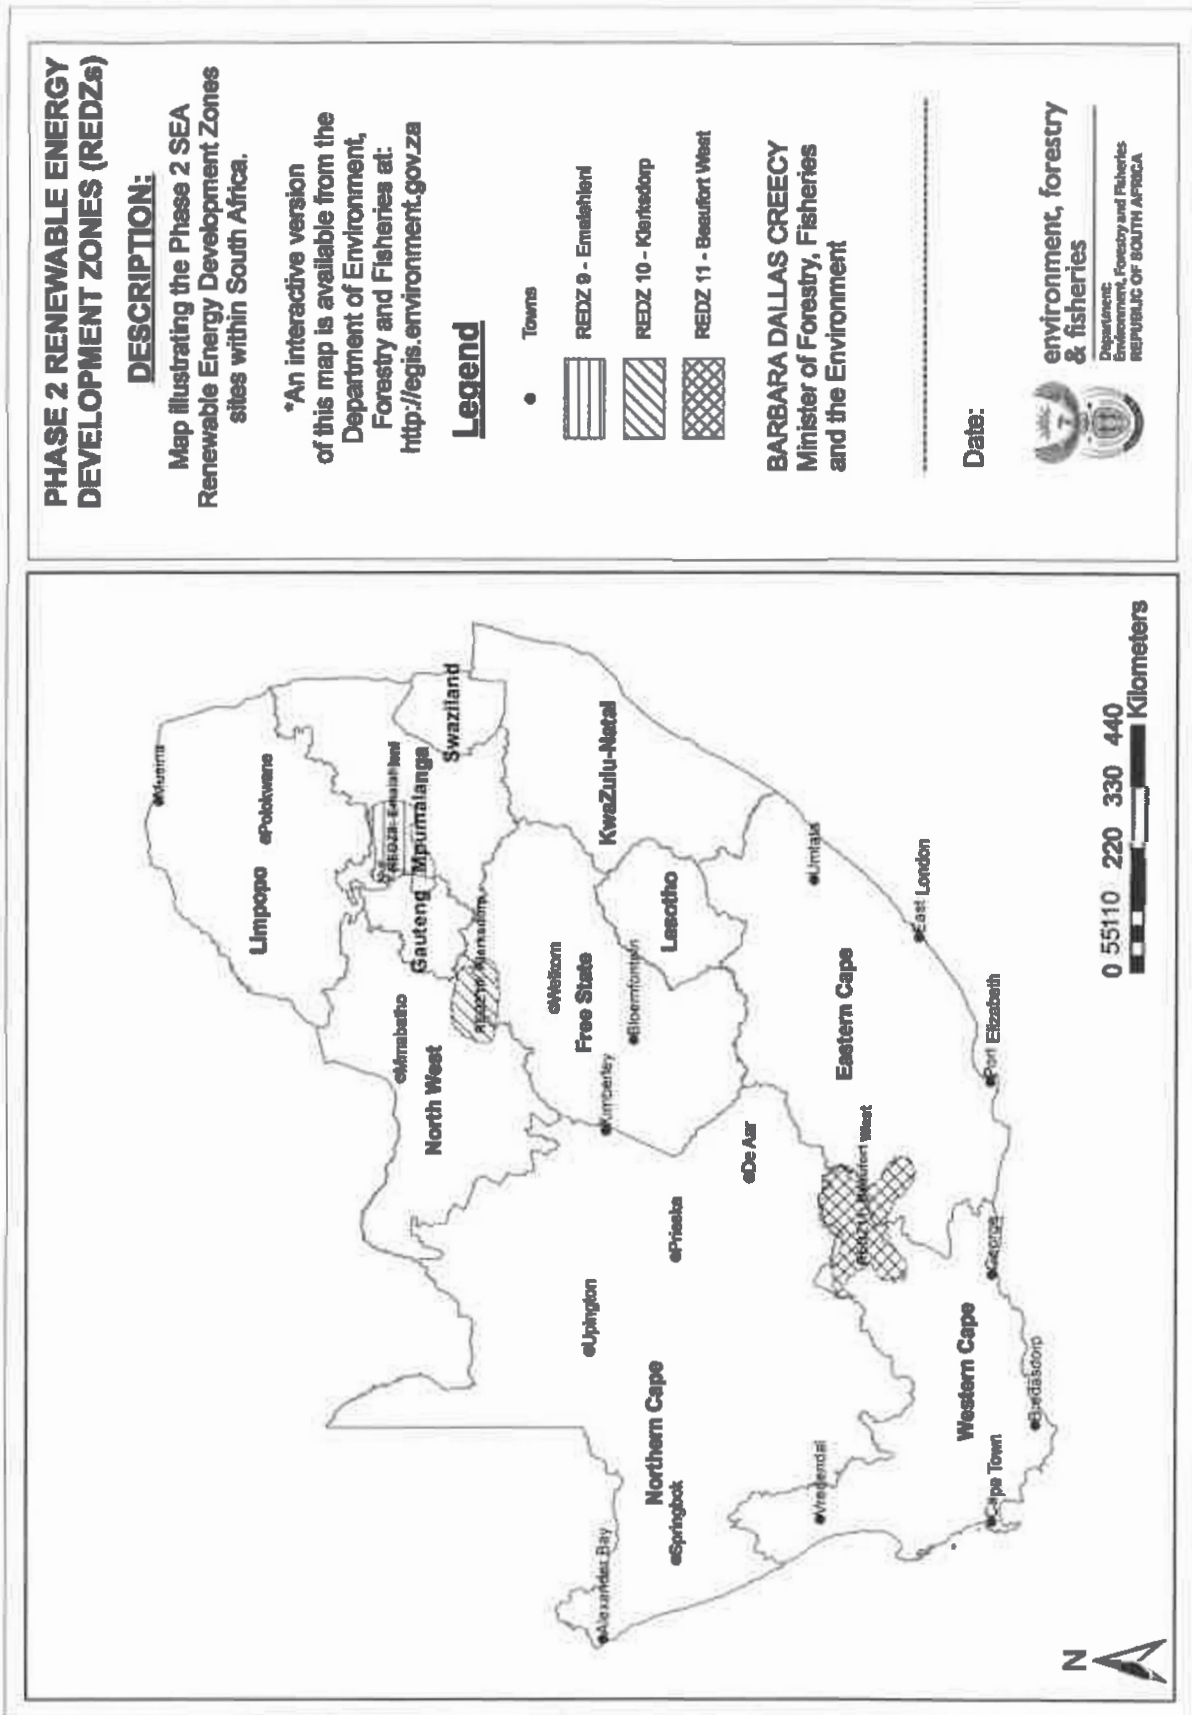 PHASE 2 RENEWABLE ENERGY
DEVELOPMENT ZONES (REDZs)
DESCRIPTION:
Map illustrating the Phase 2 SEA
Renewable Energy Development Zones
sites within South Africa.
*An interactive version
of this map is available from the
Department of Environment,
Forestry and Fisheries at:
http://egis.environment.gov.za
Legend
Towns
REDZ 9 - Emalahleni
REDZ 10 - Klerksdorp
REDZ 11 - Beaufort West
BARBARA DALLAS CREECY
Minister of Forestry, Fisheries
and the Environment
Date:
environment, forestry
& fisheries
Department:
Environment, Forestry and Fisheries
REPUBLIC OF SOUTH AFRICA
Musina
Polokwane
Limpopo
Emalahleni
Mpumalanga
Gauteng
Swaziland
Mmabatho
North West
Klerksdorp
Welkom
Free State
KwaZulu-Natal
Kimberley
Bloemfontein
Lesotho
Upington
Prieska
De Aar
Northern Cape
Springbok
Alexander Bay
Umtata
Eastern Cape
East London
Vredendal
REDZ11- Beaufort West
Western Cape
Port Elizabeth
George
Cape Town
Bredasdorp
N
0 55110 220 330 440
Kilometers